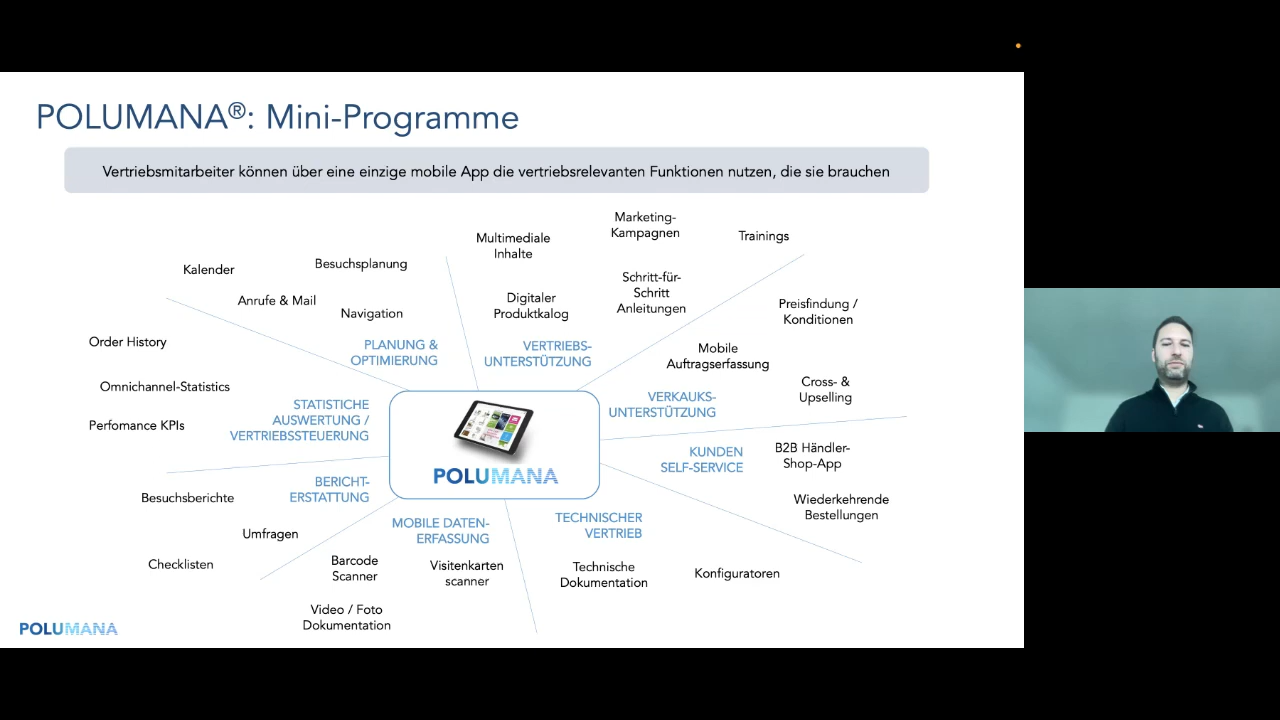 POLUMANA®: Mini-Programme
Vertriebsmitarbeiter können über eine einzige mobile App die vertriebsrelevanten Funktionen nutzen, die sie brauchen
Kalender
Besuchsplanung
Anrufe & Mail
Navigation
PLANUNG &
OPTIMIERUNG
Multimediale
Inhalte
Marketing-
Kampagnen
Trainings
Digitaler
Produktkalog
Schritt-für-
Schritt
Anleitungen
VERTRIEBS-
UNTERSTÜTZUNG
Preisfindung /
Konditionen
Mobile
Auftragserfassung
Cross- &
Upselling
VERKAUKS-
UNTERSTÜTZUNG
Order History
Omnichannel-Statistics
Perfomance KPIs
STATISTICHE
AUSWERTUNG /
VERTRIEBSSTEUERUNG
POLUMANA
KUNDEN
SELF-SERVICE
B2B Händler-
Shop-App
Wiederkehrende
Bestellungen
BERICHT-
ERSTATTUNG
Besuchsberichte
Umfragen
Checklisten
MOBILE DATEN-
ERFASSUNG
Barcode
Scanner
Visitenkarten
scanner
Video / Foto
Dokumentation
TECHNISCHER
VERTRIEB
Technische
Dokumentation
Konfiguratoren
POLUMANA